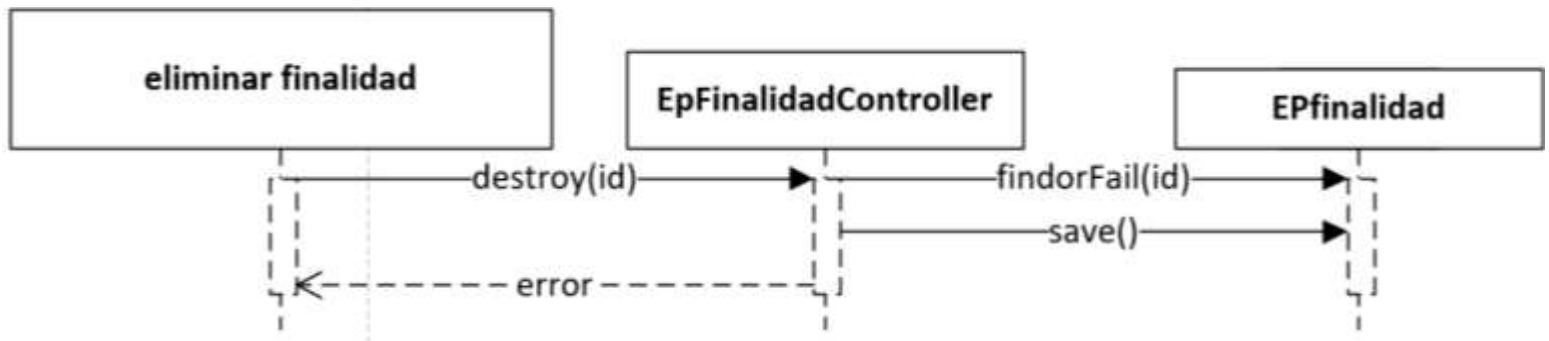 eliminar finalidad
EpFinalidadController
EPfinalidad
destroy(id)
findorFail(id)
save()
error